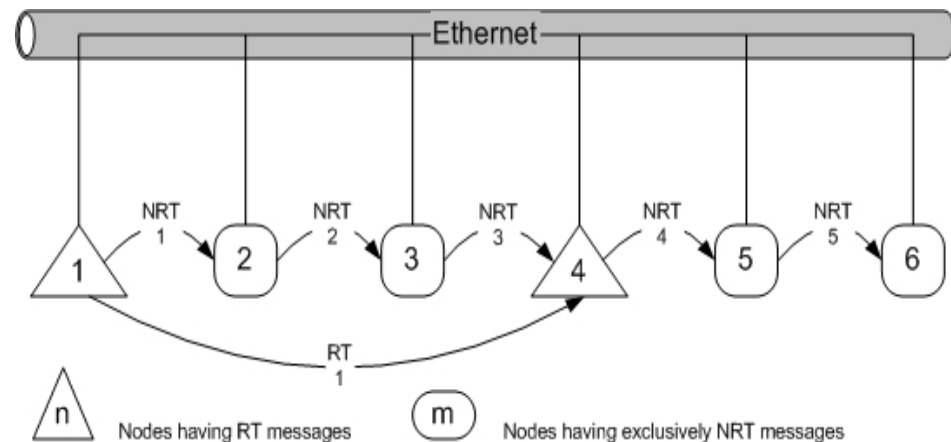 Ethernet
NRT
1
NRT
2
NRT
3
NRT
4
NRT
5
1
2
3
4
5
6
RT
1
n
Nodes having RT messages
m
Nodes having exclusively NRT messages